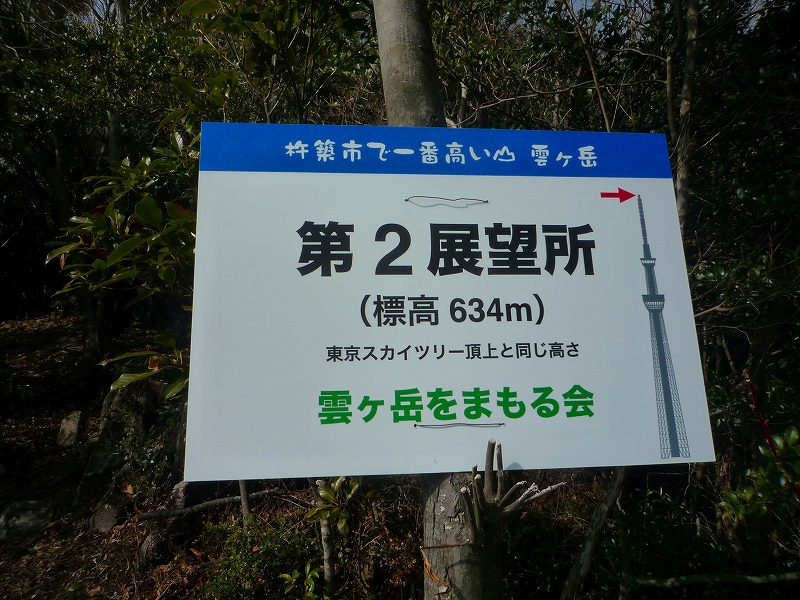 杵築市で一番高い山 雲ヶ岳
第2展望所
(標高 634m)
東京スカイツリー頂上と同じ高さ
雲ヶ岳をまもる会